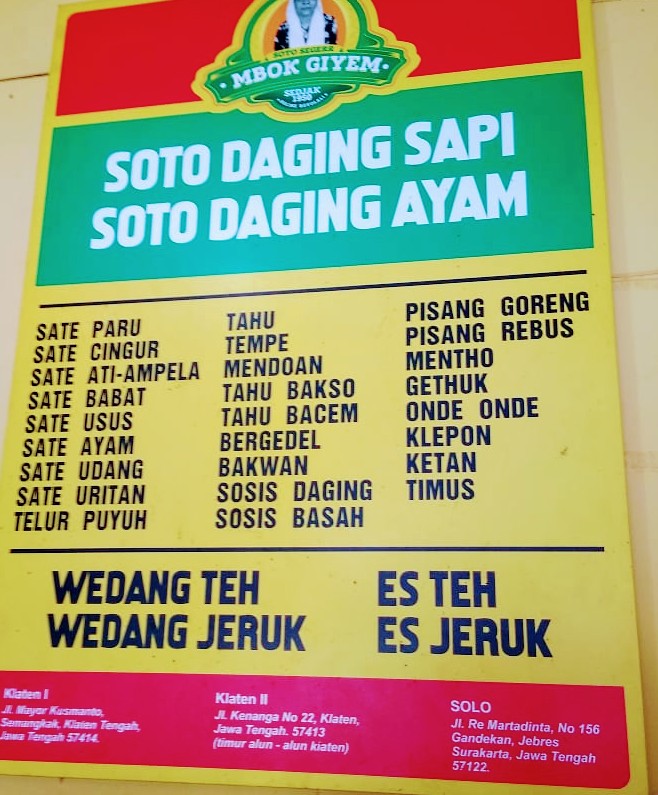 SOTO SEGERR
MBOK GIYEM
SEDJAK
1950
SOTO DAGING SAPI
SOTO DAGING AYAM
SATE PARU
SATE CINGUR
SATE ATI-AMPELA
SATE BABAT
SATE USUS
SATE AYAM
SATE UDANG
SATE URITAN
TELUR PUYUH
TAHU
TEMPE
MENDOAN
TAHU BAKSO
TAHU BACEM
BERGEDEL
BAKWAN
SOSIS DAGING
SOSIS BASAH
PISANG GORENG
PISANG REBUS
MENTHO
GETHUK
ONDE ONDE
KLEPON
KETAN
TIMUS
WEDANG TEH
WEDANG JERUK
ES TEH
ES JERUK
Klaten I
Jl. Mayor Kusmanto,
Semangkak, Klaten Tengah,
Jawa Tengah 57414.
Klaten II
Jl. Kenanga No 22, Klaten,
Jawa Tengah. 57413
(timur alun - alun klaten)
SOLO
Jl. Re Martadinta, No 156
Gandekan, Jebres
Surakarta, Jawa Tengah
57122.